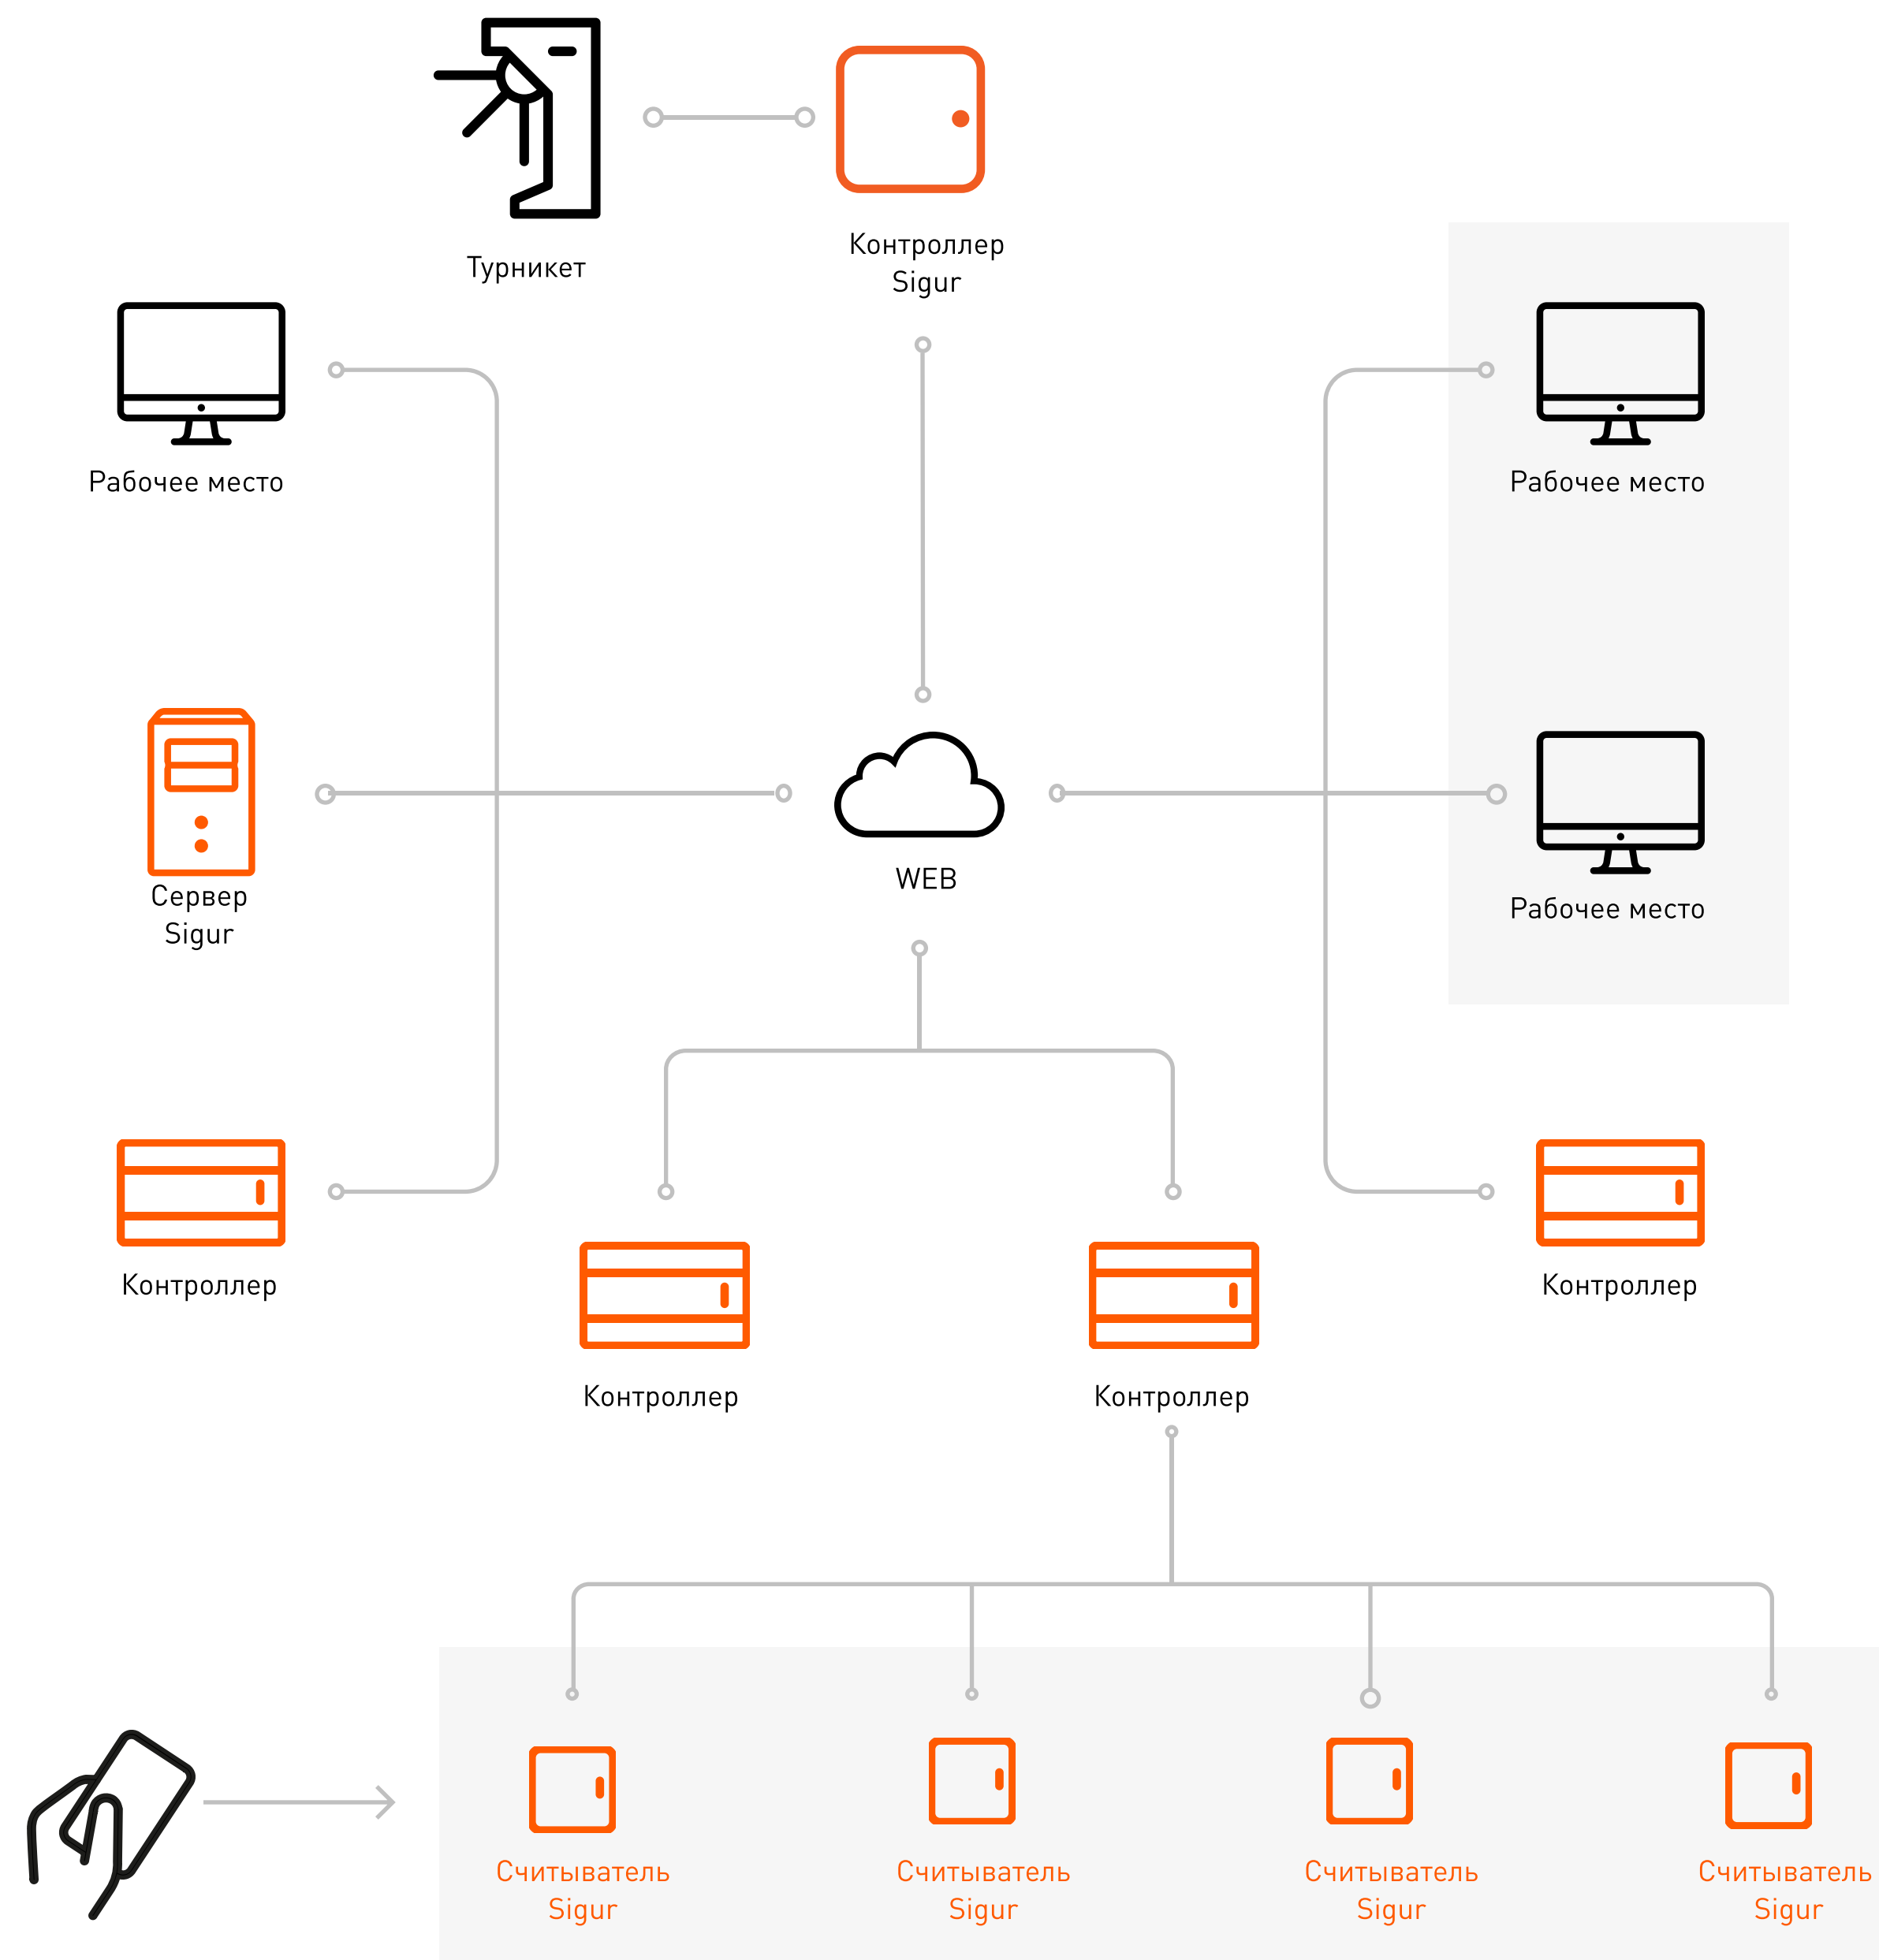 Турникет
Контроллер
Sigur
Рабочее место
Рабочее место
Сервер
Sigur
WEB
Рабочее место
Контроллер
Контроллер
Контроллер
Контроллер
Считыватель
Sigur
Считыватель
Sigur
Считыватель
Sigur
Считыватель
Sigur